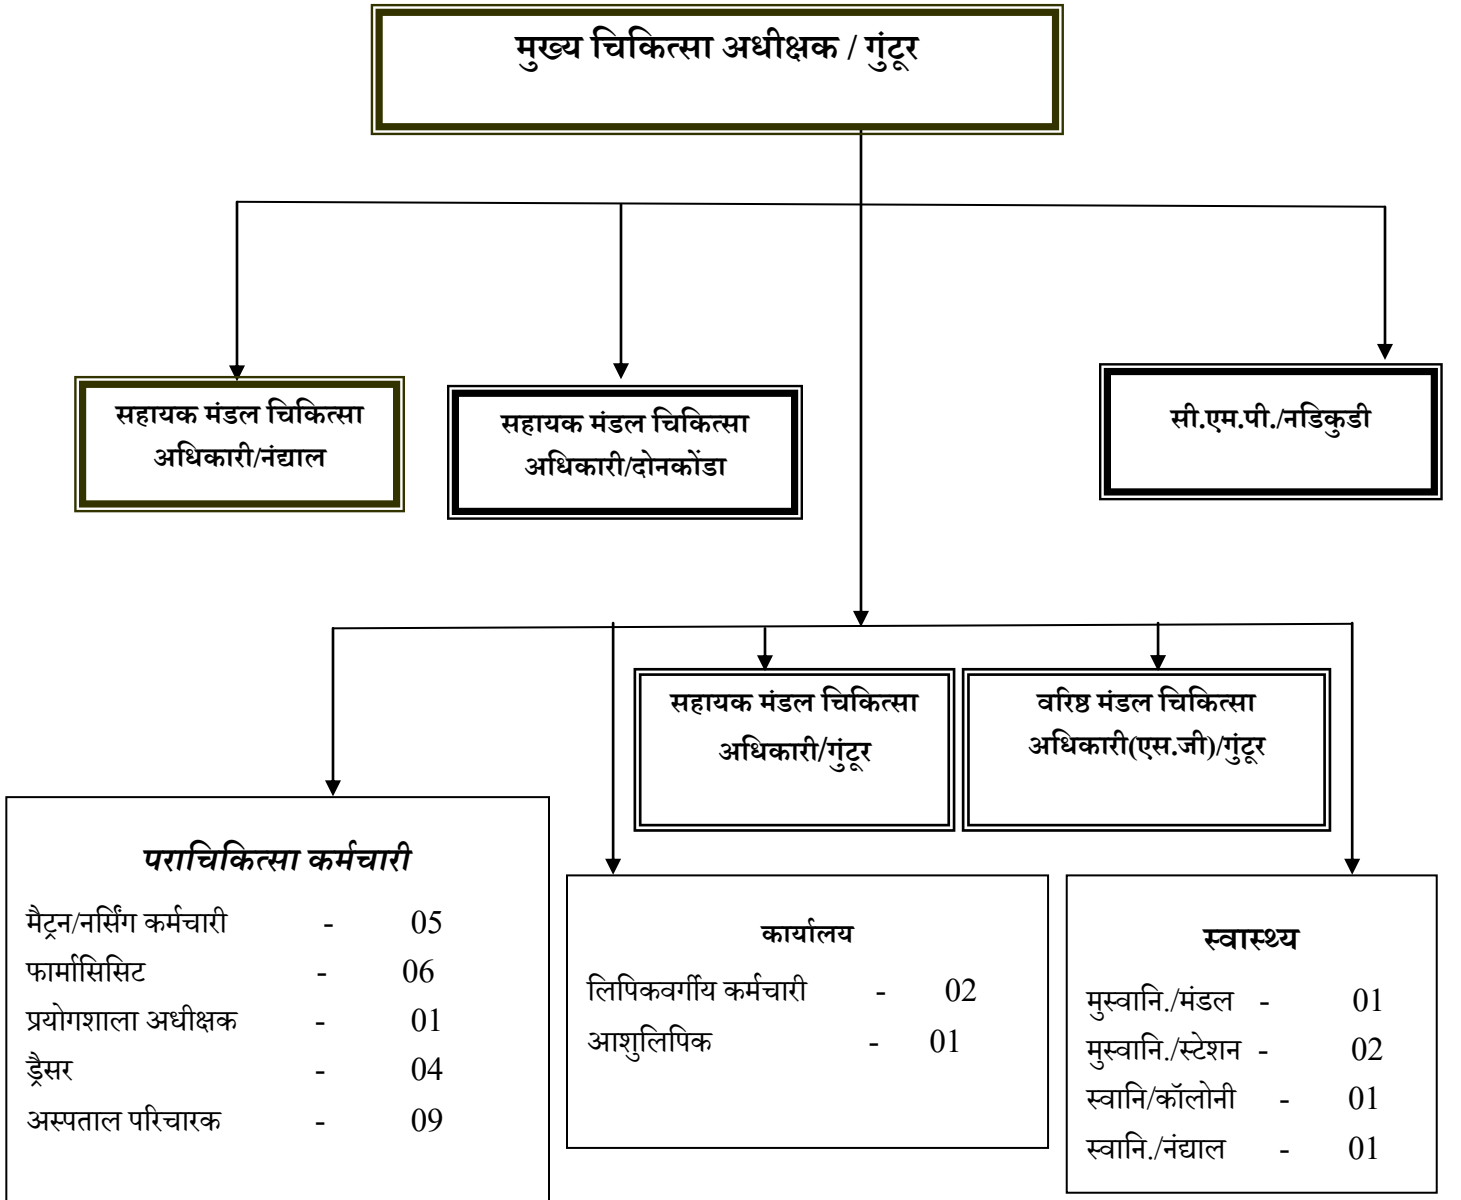 मुख्य चिकित्सा अधीक्षक / गुंटूर
सहायक मंडल चिकित्सा
अधिकारी/नंद्याल
सहायक मंडल चिकित्सा
अधिकारी/दोनकोंडा
सी.एम.पी./नडिकुडी
सहायक मंडल चिकित्सा
अधिकारी/गुंटूर
वरिष्ठ मंडल चिकित्सा
अधिकारी(एस.जी)/गुंटूर
पराचिकित्सा कर्मचारी
मैट्रन/नर्सिंग कर्मचारी - 05
फार्मासिसिट - 06
प्रयोगशाला अधीक्षक - 01
ड्रैसर - 04
अस्पताल परिचारक - 09
कार्यालय
लिपिकवर्गीय कर्मचारी - 02
आशुलिपिक - 01
स्वास्थ्य
मुस्वानि./मंडल - 01
मुस्वानि./स्टेशन - 02
स्वानि/कॉलोनी - 01
स्वानि./नंद्याल - 01